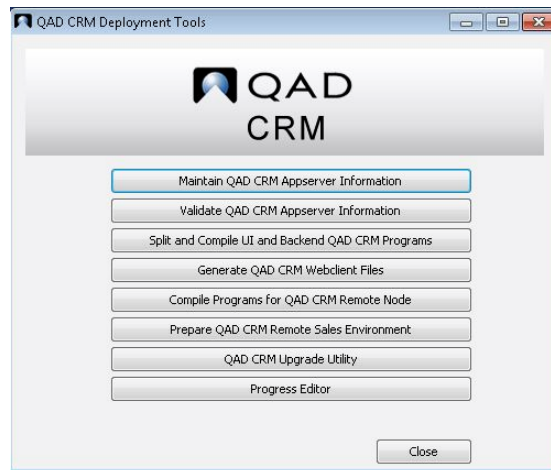 QAD CRM Deployment Tools
QAD
CRM
Maintain QAD CRM Appserver Information
Validate QAD CRM Appserver Information
Split and Compile UI and Backend QAD CRM Programs
Generate QAD CRM Webclient Files
Compile Programs for QAD CRM Remote Node
Prepare QAD CRM Remote Sales Environment
QAD CRM Upgrade Utility
Progress Editor
Close